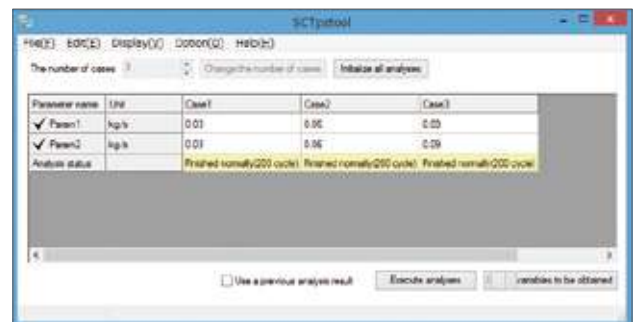 SCTpstool
File(F) Edit(E) Display(V) Option(O) Help(H)
The number of cases 3 Change the number of cases Initialize all analyses
Parameter name Unit Case1 Case2 Case3
Param1 kg/s 0.03 0.06 0.09
Param2 kg/s 0.03 0.06 0.09
Analysis status Finished normally(200 cycle) Finished normally(200 cycle) Finished normally(200 cycle)
Use a previous analysis result Execute analyses variables to be obtained